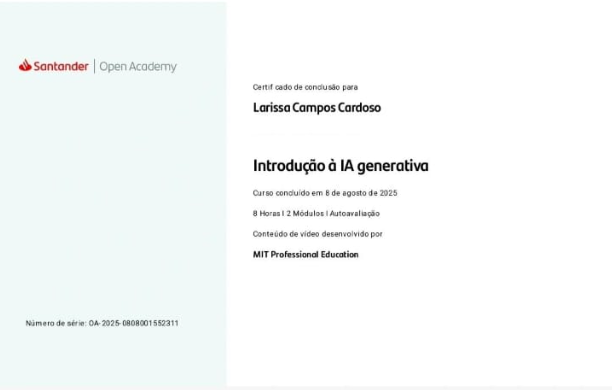 Santander | Open Academy
Certificado de conclusão para
Larissa Campos Cardoso
Introdução à IA generativa
Curso concluído em 8 de agosto de 2025
8 Horas I 2 Módulos I Autoavaliação
Conteúdo de vídeo desenvolvido por
MIT Professional Education
Número de série: OA-2025-0808001552311